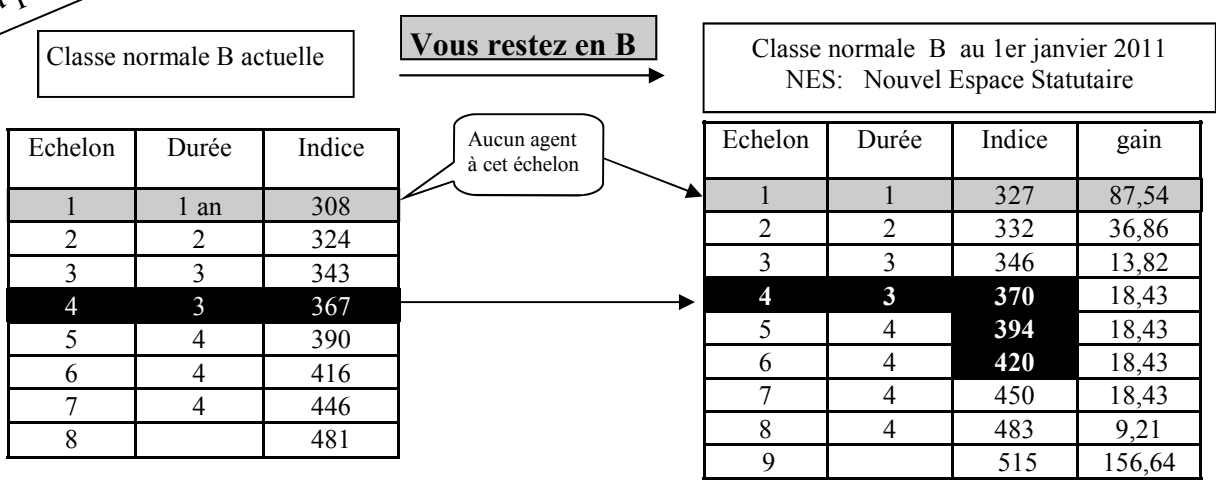 Classe normale B actuelle
Vous restez en B
Classe normale B au 1er janvier 2011
NES: Nouvel Espace Statutaire
Aucun agent
à cet échelon
Echelon Durée Indice
1 1 an 308
2 2 324
3 3 343
4 3 367
5 4 390
6 4 416
7 4 446
8 481
Echelon Durée Indice gain
1 1 327 87,54
2 2 332 36,86
3 3 346 13,82
4 3 370 18,43
5 4 394 18,43
6 4 420 18,43
7 4 450 18,43
8 4 483 9,21
9 515 156,64